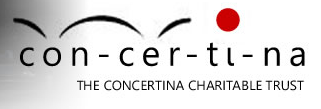 con-cer-ti-na
THE CONCERTINA CHARITABLE TRUST